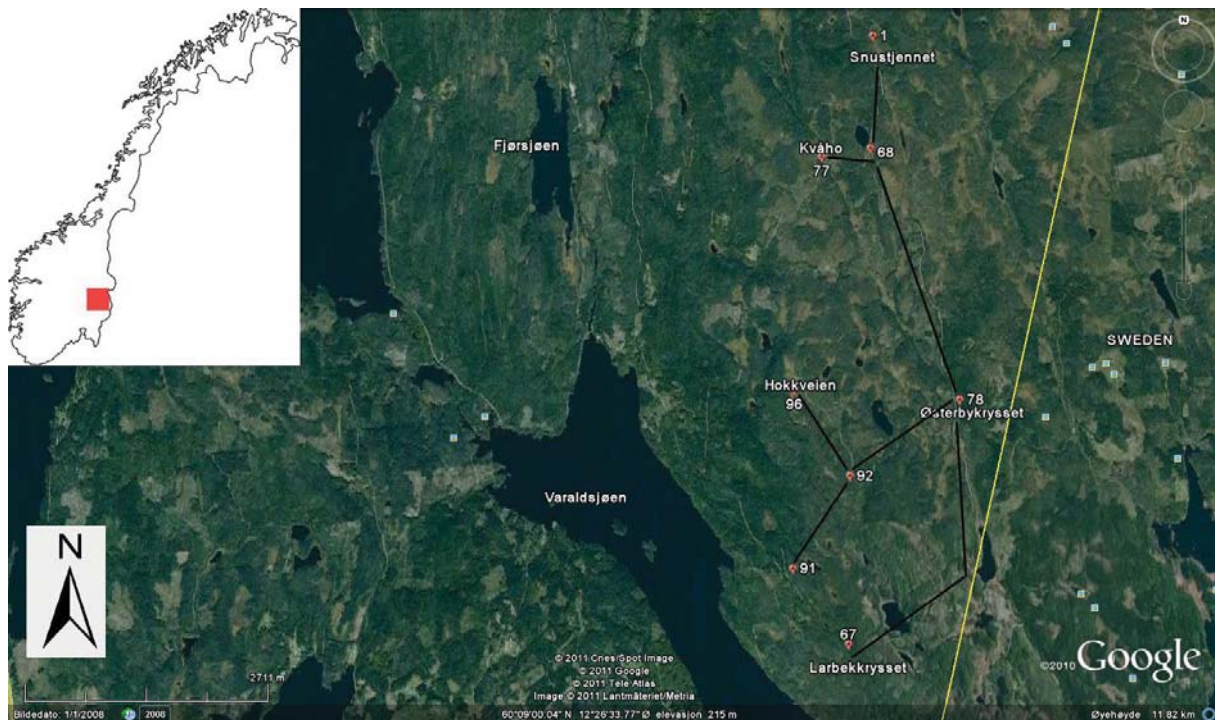 N
1
Snustjennet
Fjørsjøen
Kvåho
77
68
SWEDEN
Hokkveien
96
78
Østerbykrysset
92
Varaldsjøen
N
91
67
Larbekkrysset
© 2011 Cnes/Spot Image
© 2011 Google
© 2011 Tele Atlas
Image © 2011 Lantmäteriet/Metria
©2010 Google
2711 m
Bildedato: 1/1/2008
2008
60°09'00.04" N 12°26'33.77" Ø elevasjon 215 m
Øyehøyde 11.82 km